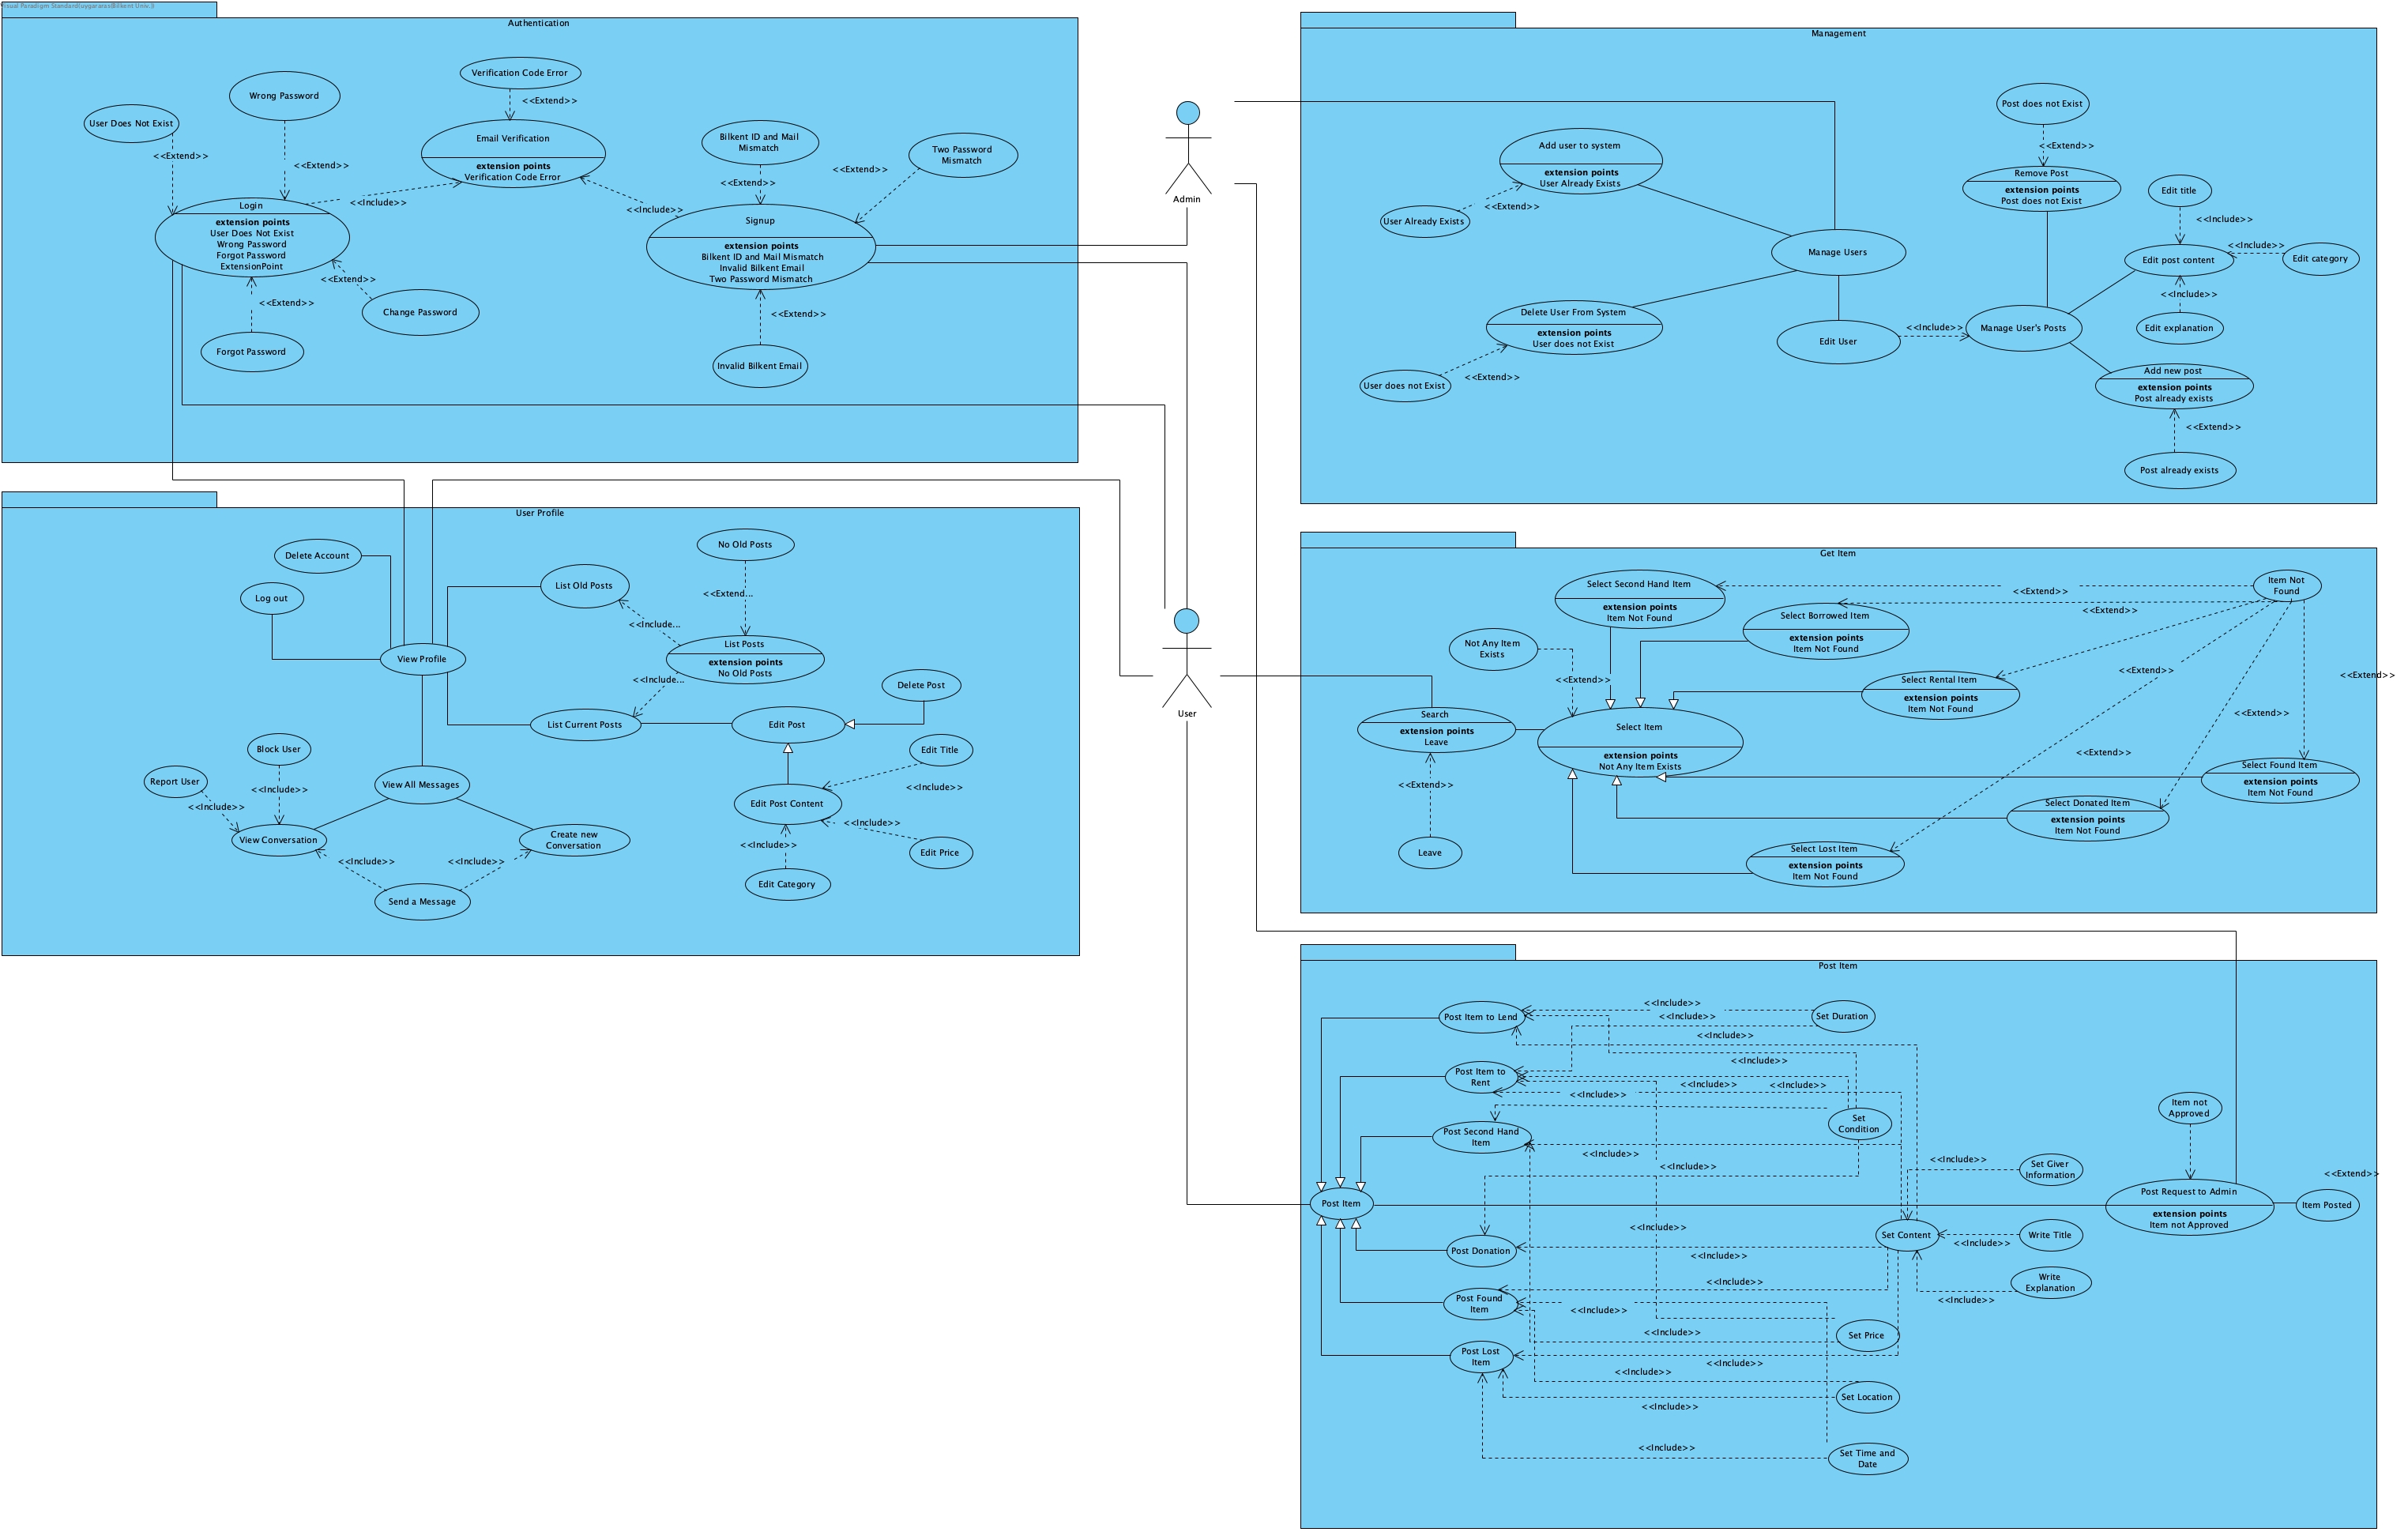 Visual Paradigm Standard(uygararas(Bilkent Univ.))
Authentication
Verification Code Error
<<Extend>>
Wrong Password
User Does Not Exist
<<Extend>>
<<Extend>>
Email Verification
extension points
Verification Code Error
Bilkent ID and Mail
Mismatch
<<Extend>>
Two Password
Mismatch
<<Extend>>
<<Include>>
<<Include>>
Login
extension points
User Does Not Exist
Wrong Password
Forgot Password
ExtensionPoint
Signup
extension points
Bilkent ID and Mail Mismatch
Invalid Bilkent Email
Two Password Mismatch
<<Extend>>
<<Extend>>
<<Extend>>
Change Password
Forgot Password
Invalid Bilkent Email
Admin
Management
Post does not Exist
<<Extend>>
Add user to system
extension points
User Already Exists
<<Extend>>
User Already Exists
Remove Post
extension points
Post does not Exist
Edit title
<<Include>>
<<Include>>
Edit post content
Edit category
<<Include>>
Edit explanation
Manage Users
Delete User From System
extension points
User does not Exist
<<Extend>>
User does not Exist
Edit User
<<Include>>
Manage User's Posts
Add new post
extension points
Post already exists
<<Extend>>
Post already exists
User Profile
Delete Account
Log out
View Profile
List Old Posts
No Old Posts
<<Extend...
<<Include...
List Posts
extension points
No Old Posts
<<Include...
List Current Posts
Edit Post
Delete Post
Block User
Report User
<<Include>>
<<Include>>
View All Messages
View Conversation
Create new
Conversation
<<Include>>
<<Include>>
Send a Message
Edit Title
<<Include>>
Edit Post Content
<<Include>>
<<Include>>
Edit Price
Edit Category
User
Get Item
Select Second Hand Item
extension points
Item Not Found
Item Not
Found
<<Extend>>
<<Extend>>
Select Borrowed Item
extension points
Item Not Found
Not Any Item
Exists
<<Extend>>
<<Extend>>
<<Extend>>
Select Rental Item
extension points
Item Not Found
<<Extend>>
Search
extension points
Leave
Select Item
extension points
Not Any Item Exists
<<Extend>>
Select Found Item
extension points
Item Not Found
<<Extend>>
Select Donated Item
extension points
Item Not Found
Leave
Select Lost Item
extension points
Item Not Found
Post Item
Post Item to Lend
<<Include>>
<<Include>>
Set Duration
<<Include>>
<<Include>>
Post Item to
Rent
<<Include>>
<<Include>>
<<Include>>
Set
Condition
Item not
Approved
Post Second Hand
Item
<<Include>>
<<Include>>
<<Include>>
Set Giver
Information
<<Extend>>
Post Item
Post Request to Admin
extension points
Item not Approved
Item Posted
<<Include>>
Set Content
<<Include>>
Write Title
Post Donation
<<Include>>
<<Include>>
Write
Explanation
<<Include>>
Post Found
Item
<<Include>>
<<Include>>
Set Price
Post Lost
Item
<<Include>>
<<Include>>
Set Location
<<Include>>
<<Include>>
Set Time and
Date